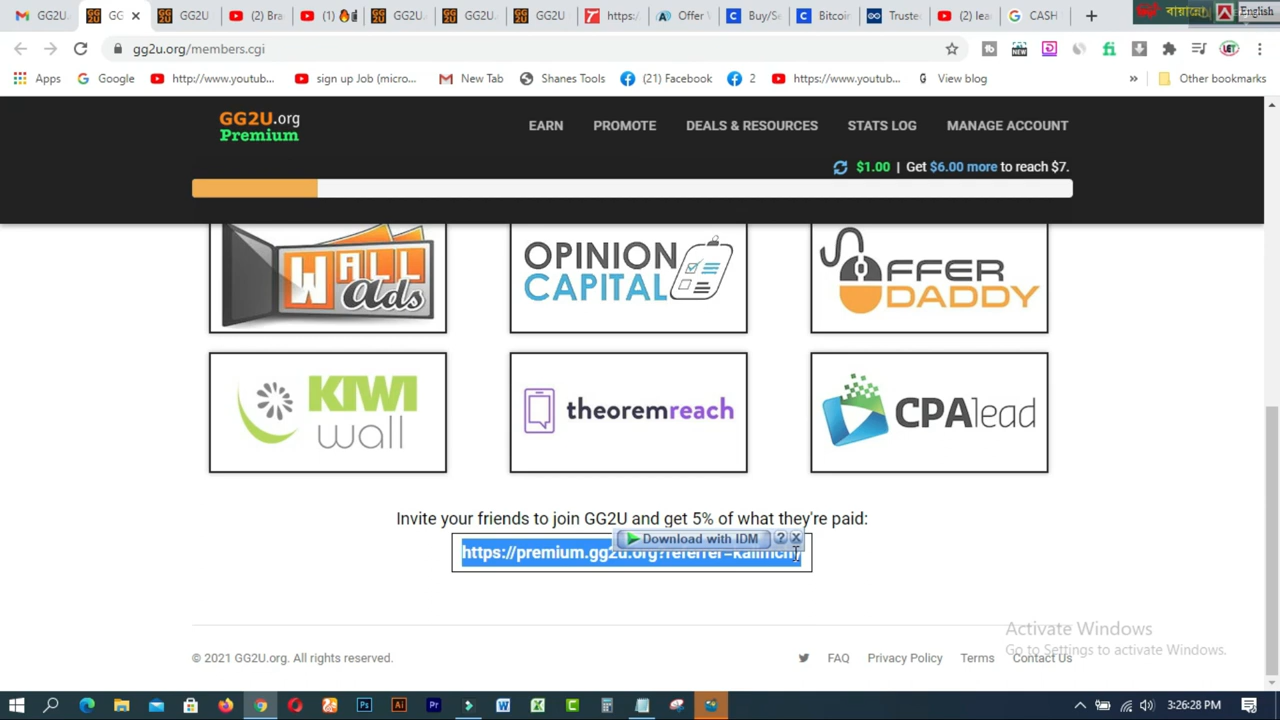 GG2U.
GG
GG2U
(2) Bra
(1)
GG2U.
GG2U.
GG2U
https:/
Offer
Buy/Se
Bitcoin
Truste
(2) lea
CASH
English
gg2u.org/members.cgi
NEW
Apps
Google
http://www.youtub...
sign up Job (micro...
New Tab
Shanes Tools
(21) Facebook
2
https://www.youtub...
View blog
»
Other bookmarks
GG2U.org
Premium
EARN
PROMOTE
DEALS & RESOURCES
STATS LOG
MANAGE ACCOUNT
$1.00 | Get $6.00 more to reach $7.
WALL
ads
OPINION
CAPITAL
OFFER
DADDY
KIWI
wall
theoremreach
CPAlead
Invite your friends to join GG2U and get 5% of what they're paid:
Download with IDM
https://premium.gg2u.org?referrer=
Activate Windows
Go to Settings to activate Windows.
© 2021 GG2U.org. All rights reserved.
FAQ
Privacy Policy
Terms
Contact Us
3:26:28 PM